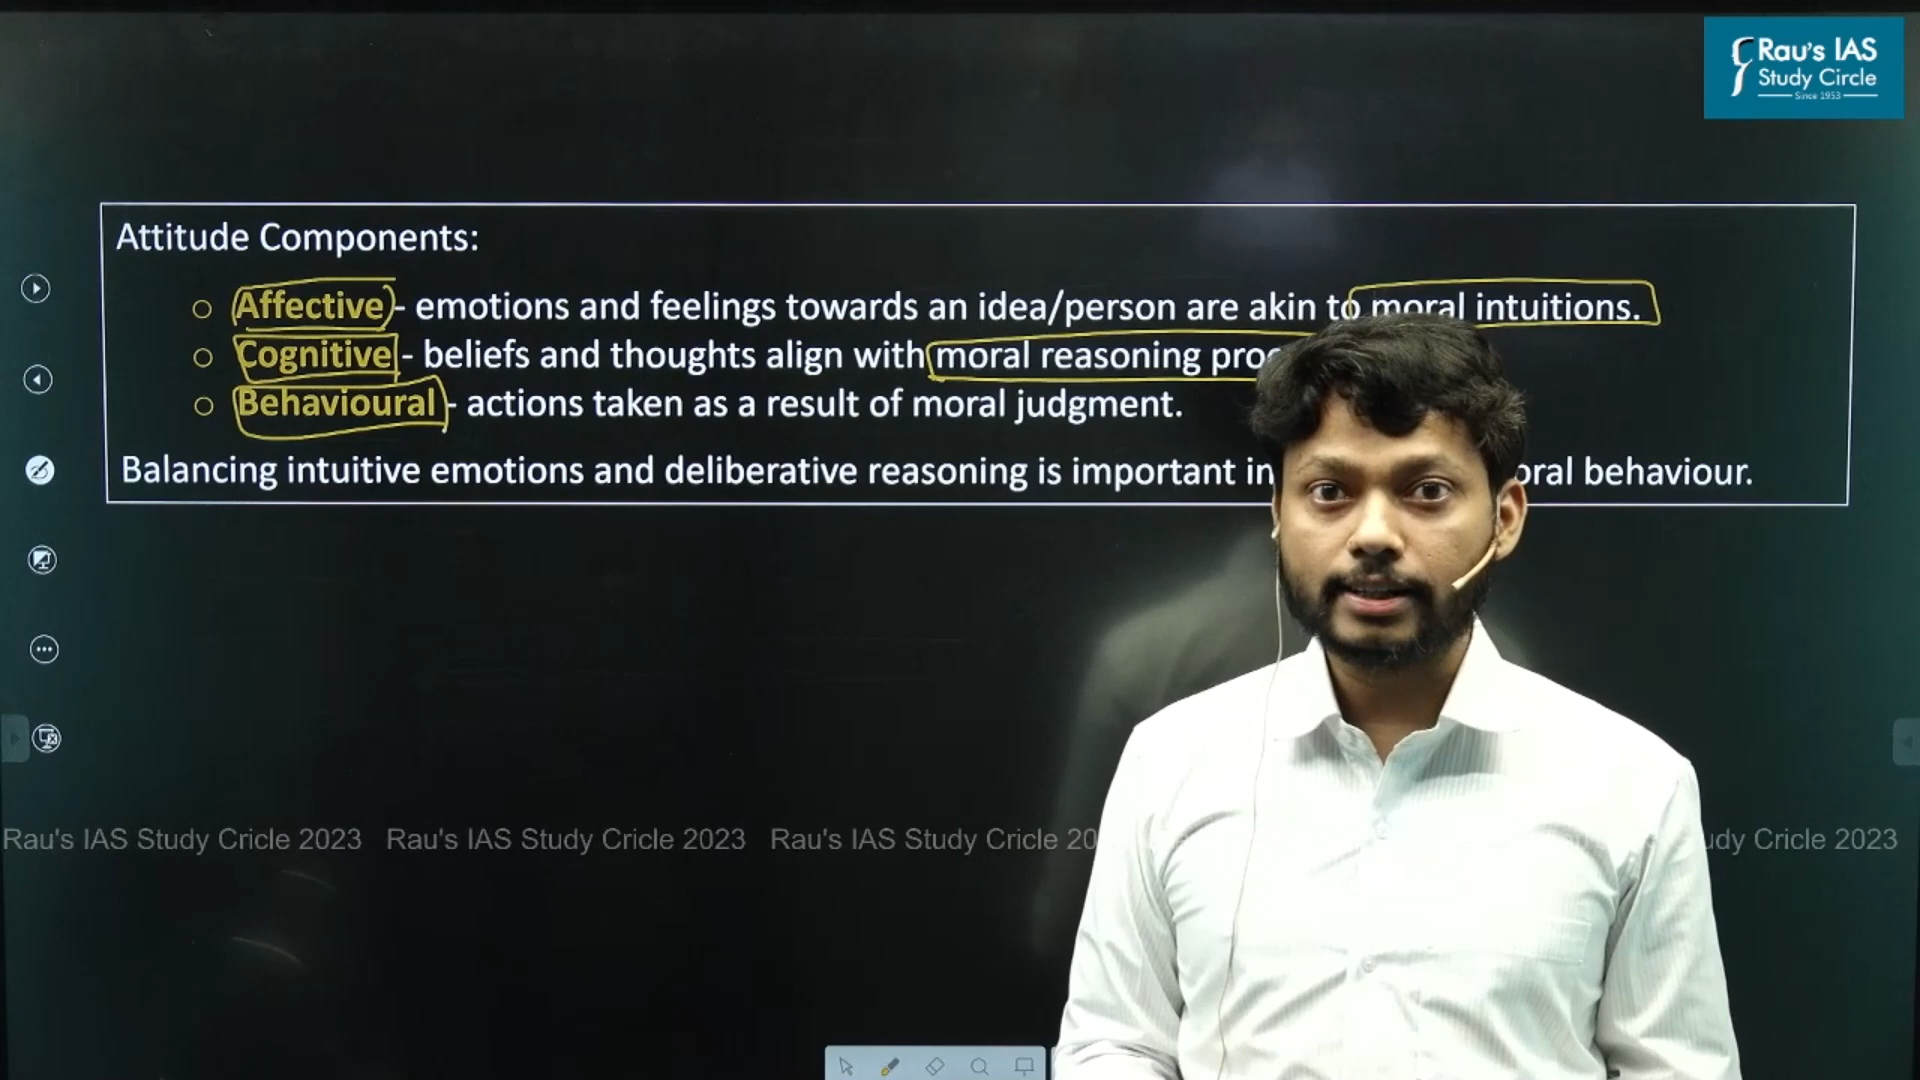 Rau's IAS
Study Circle
Since 1953
Attitude Components:
Affective - emotions and feelings towards an idea/person are akin to moral intuitions.
Cognitive - beliefs and thoughts align with moral reasoning
Behavioural - actions taken as a result of moral judgment.
Balancing intuitive emotions and deliberative reasoning is important in behaviour.
Rau's IAS Study Cricle 2023 Rau's IAS Study Cricle 2023 Rau's IAS Study Cricle Cricle 2023